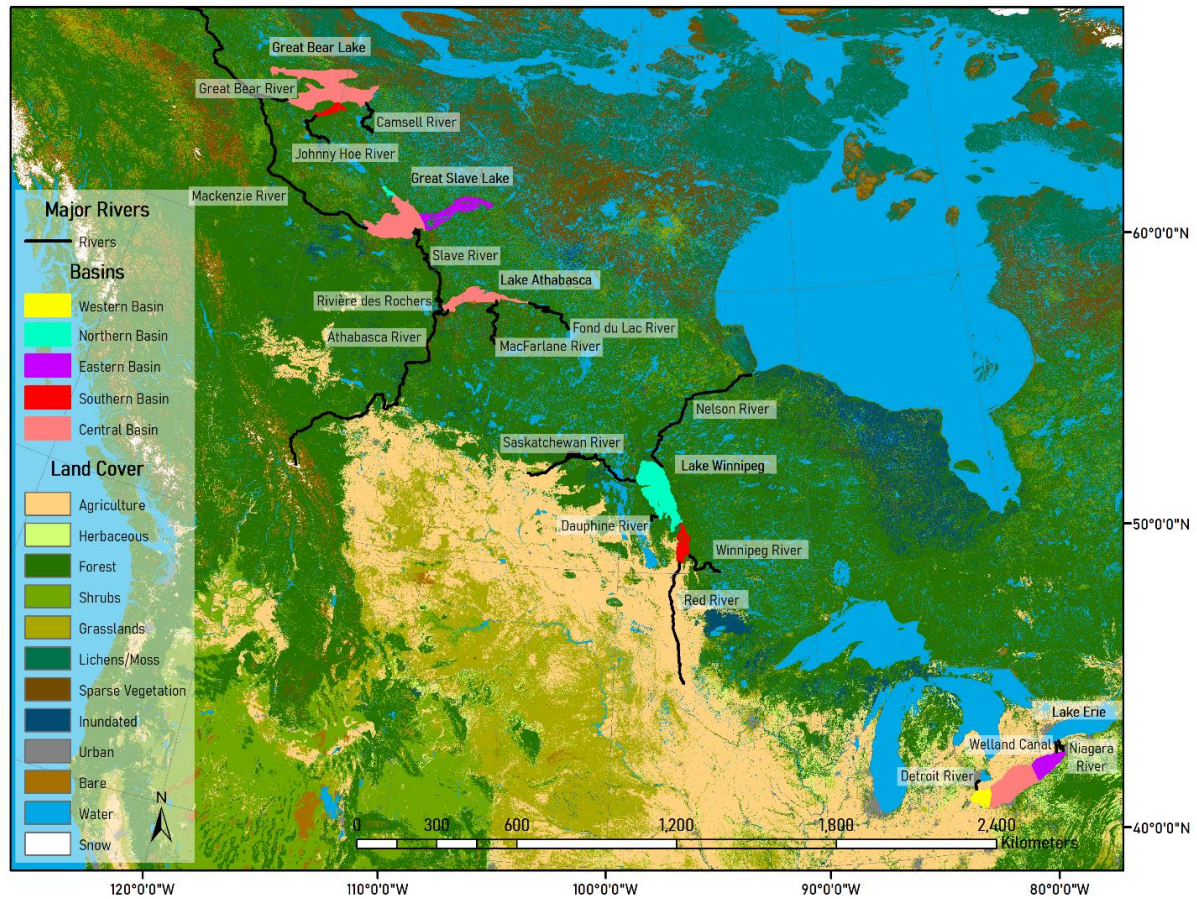 Great Bear Lake
Great Bear River
Camsell River
Johnny Hoe River
Great Slave Lake
Mackenzie River
Slave River
Lake Athabasca
Rivière des Rochers
Fond du Lac River
Athabasca River
MacFarlane River
Nelson River
Saskatchewan River
Lake Winnipeg
Dauphine River
Winnipeg River
Red River
Lake Erie
Welland Canal
Niagara
River
Detroit River
Major Rivers
Rivers
Basins
Western Basin
Northern Basin
Eastern Basin
Southern Basin
Central Basin
Land Cover
Agriculture
Herbaceous
Forest
Shrubs
Grasslands
Lichens/Moss
Sparse Vegetation
Inundated
Urban
Bare
Water
Snow
N
0 300 600 1,200 1,800 2,400
Kilometers
60°0'0"N
50°0'0"N
40°0'0"N
120°0'0"W 110°0'0"W 100°0'0"W 90°0'0"W 80°0'0"W